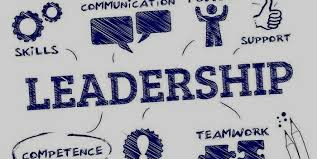 COMMUNICATION
SKILLS
SUPPORT
LEADERSHIP
COMPETENCE
TEAMWORK